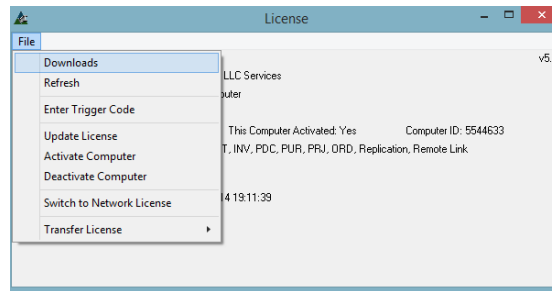 License
File
v5.
Downloads
LLC Services
Refresh
Enter Trigger Code
Update License
This Computer Activated: Yes
Computer ID: 5544633
Activate Computer
INV, PDC, PUR, PRJ, ORD, Replication, Remote Link
Deactivate Computer
Switch to Network License
19:11:39
Transfer License